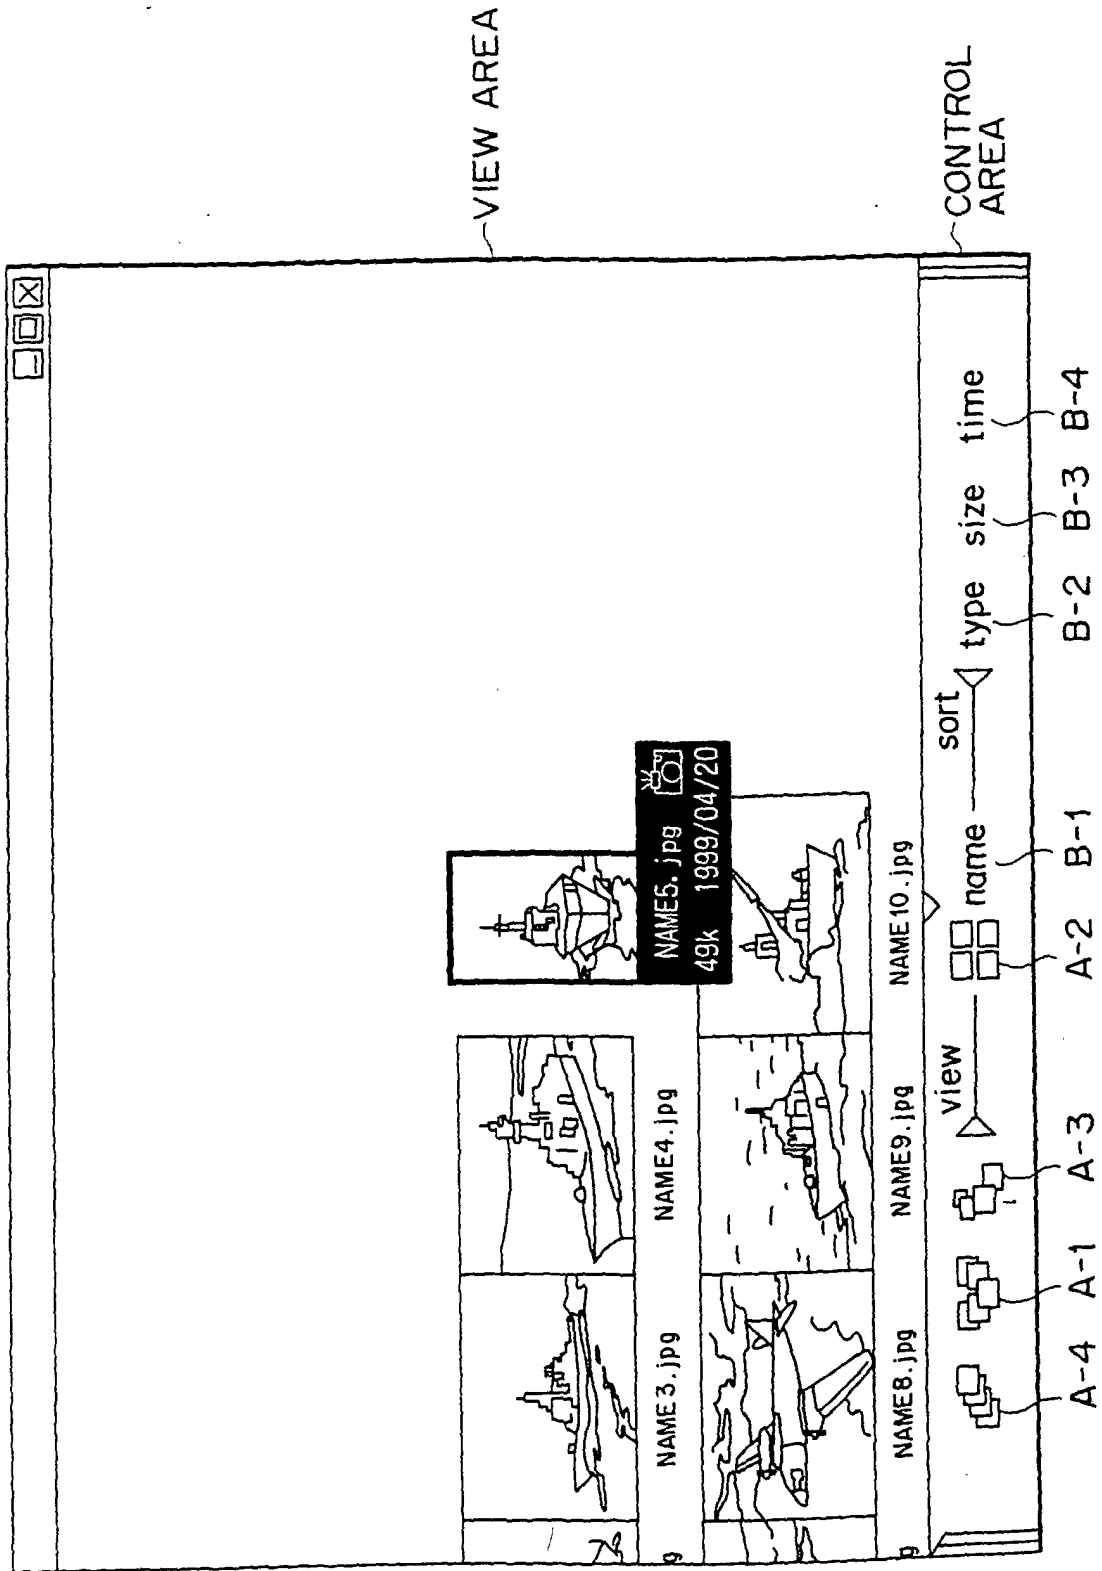 VIEW AREA
NAME5.jpg
49k 1999/04/20
NAME3.jpg
NAME4.jpg
g
NAME8.jpg
NAME9.jpg
NAME10.jpg
g
CONTROL
AREA
view
sort
name
type
size
time
A-4
A-1
A-3
A-2
B-1
B-2
B-3
B-4